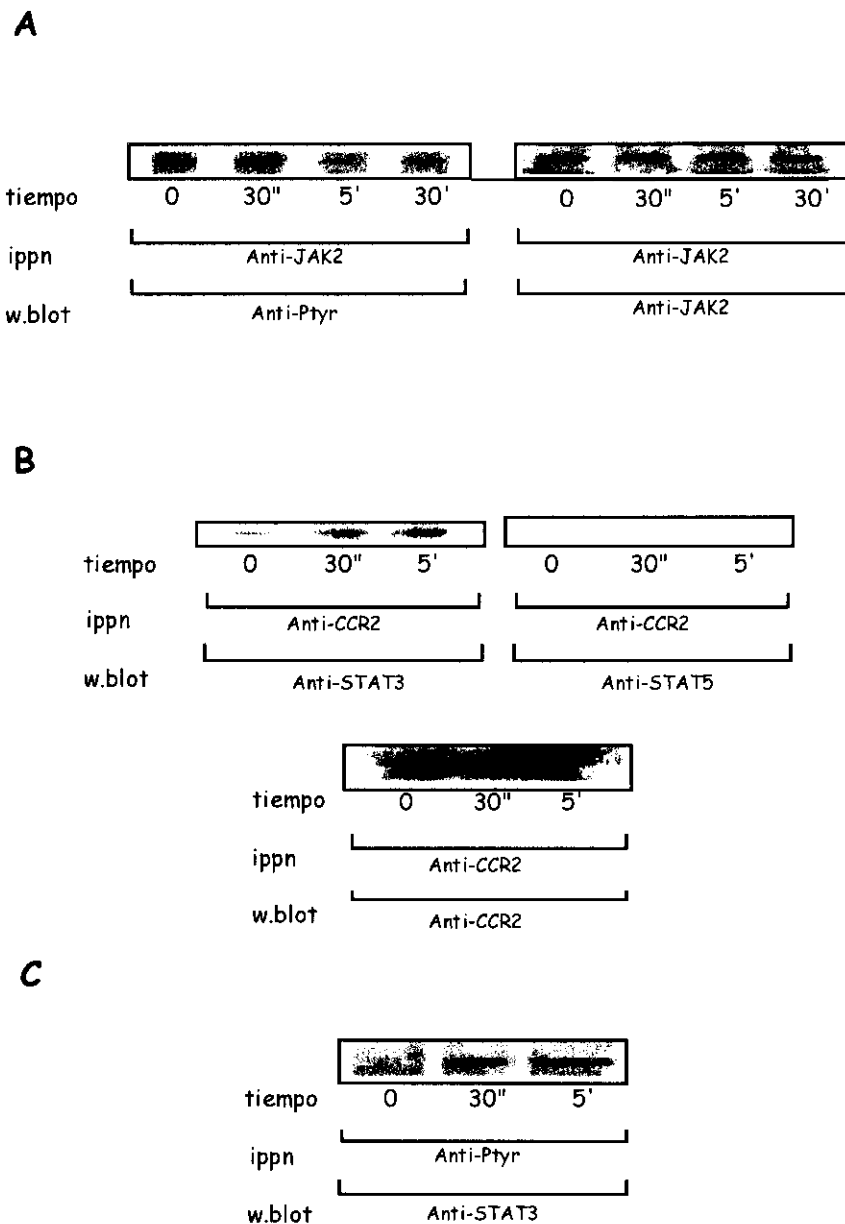 A
tiempo 0 30" 5' 30' 0 30" 5' 30'
ippn Anti-JAK2 Anti-JAK2
w.blot Anti-Ptyr Anti-JAK2
B
tiempo 0 30" 5' 0 30" 5'
ippn Anti-CCR2 Anti-CCR2
w.blot Anti-STAT3 Anti-STAT5
tiempo 0 30" 5'
ippn Anti-CCR2
w.blot Anti-CCR2
C
tiempo 0 30" 5'
ippn Anti-Ptyr
w.blot Anti-STAT3